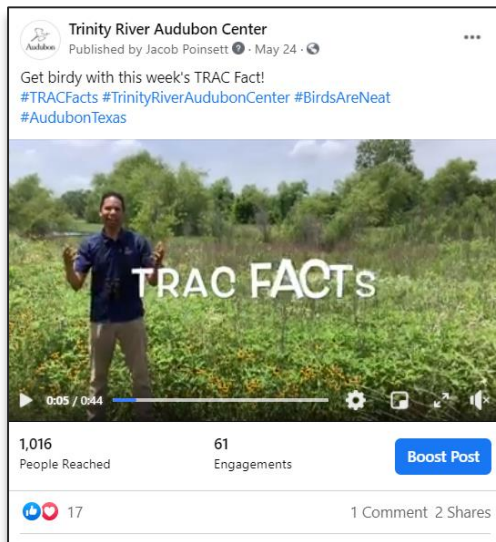 Audubon
Trinity River Audubon Center
Published by Jacob Poinsett ? · May 24 ·
Get birdy with this week's TRAC Fact!
#TRACFacts #TrinityRiverAudubonCenter #BirdsAreNeat
#AudubonTexas
TRAC FACTS
0:05 / 0:44
1,016 61
People Reached Engagements
Boost Post
17 1 Comment 2 Shares